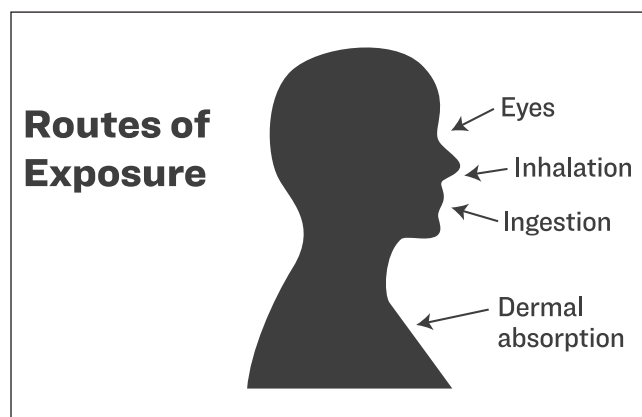 Routes of
Exposure
Eyes
Inhalation
Ingestion
Dermal
absorption